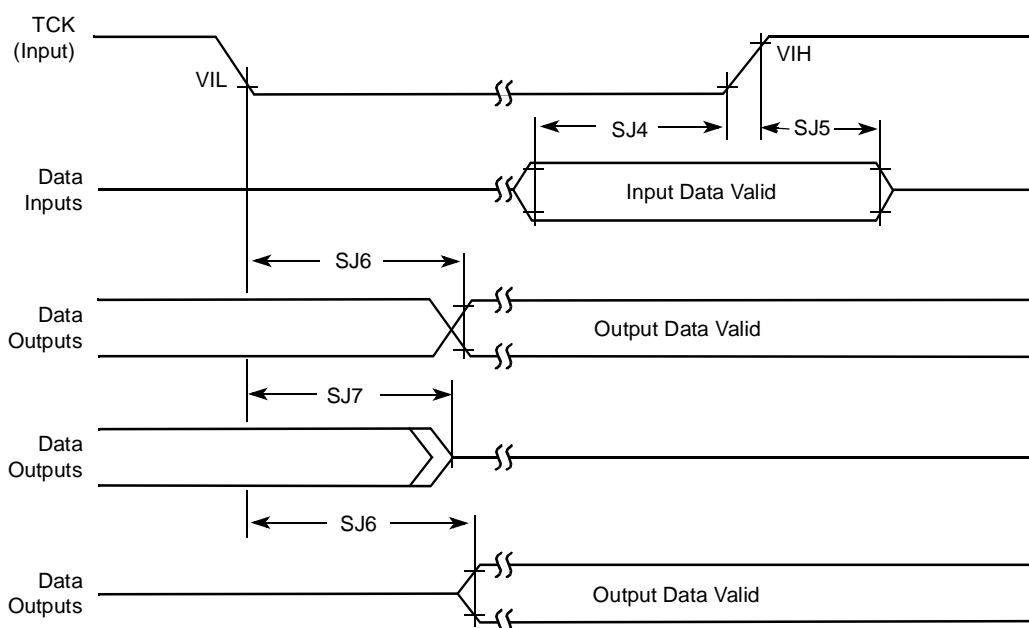 TCK
(Input)
VIL
VIH
SJ4
SJ5
Data
Inputs
Input Data Valid
SJ6
Data
Outputs
Output Data Valid
SJ7
Data
Outputs
SJ6
Data
Outputs
Output Data Valid